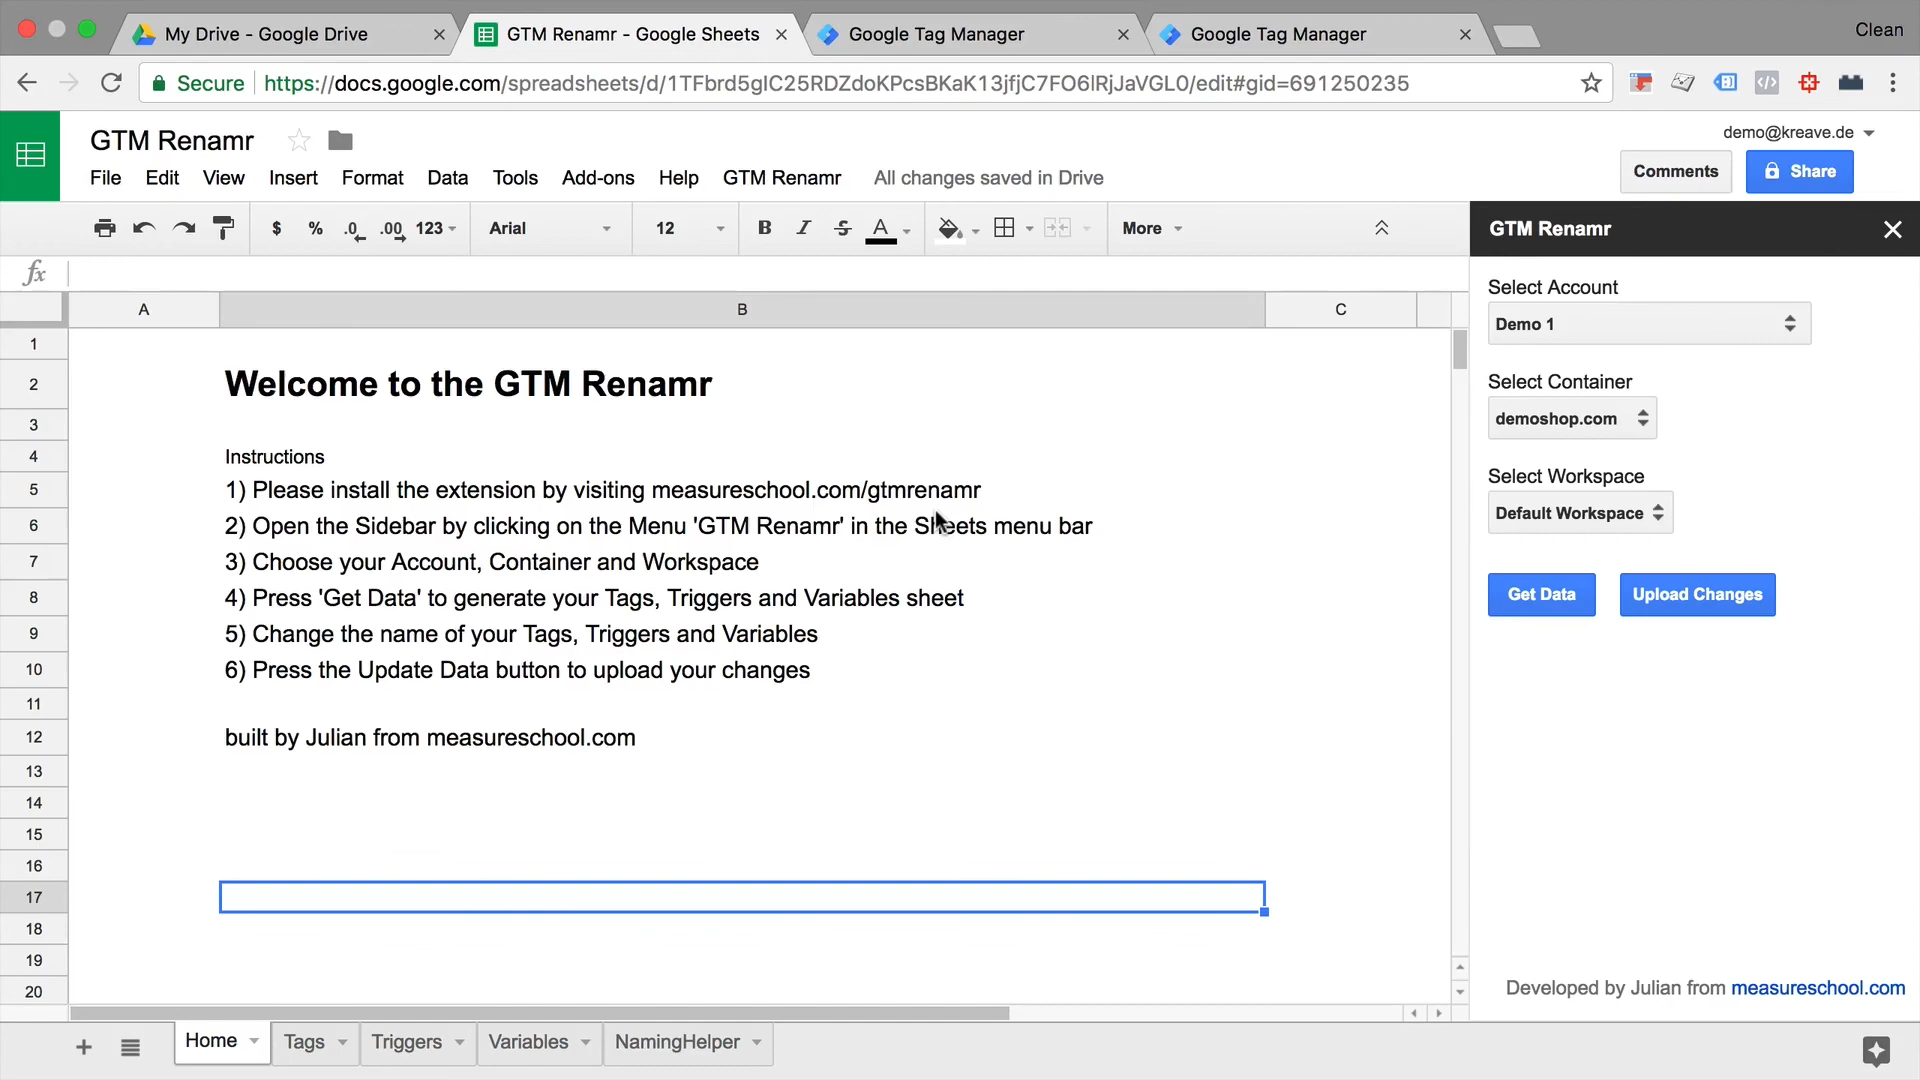 My Drive - Google Drive
GTM Renamr - Google Sheets
Google Tag Manager
Google Tag Manager
Clean
Secure
https://docs.google.com/spreadsheets/d/1TFbrd5glC25RDZdoKPcsBKaK13jfjC7FO6lRjJaVGL0/edit#gid=691250235
GTM Renamr
demo@kreave.de
File Edit View Insert Format Data Tools Add-ons Help GTM Renamr All changes saved in Drive
Comments
Share
$ % .0 .00 123 Arial 12 B I S A More
fx
A B C
1
2
3
4
5
6
7
8
9
10
11
12
13
14
15
16
17
18
19
20
Welcome to the GTM Renamr
Instructions
1) Please install the extension by visiting measureschool.com/gtmrenamr
2) Open the Sidebar by clicking on the Menu 'GTM Renamr' in the Sheets menu bar
3) Choose your Account, Container and Workspace
4) Press 'Get Data' to generate your Tags, Triggers and Variables sheet
5) Change the name of your Tags, Triggers and Variables
6) Press the Update Data button to upload your changes
built by Julian from measureschool.com
GTM Renamr
Select Account
Demo 1
Select Container
demoshop.com
Select Workspace
Default Workspace
Get Data
Upload Changes
Developed by Julian from measureschool.com
Home Tags Triggers Variables NamingHelper